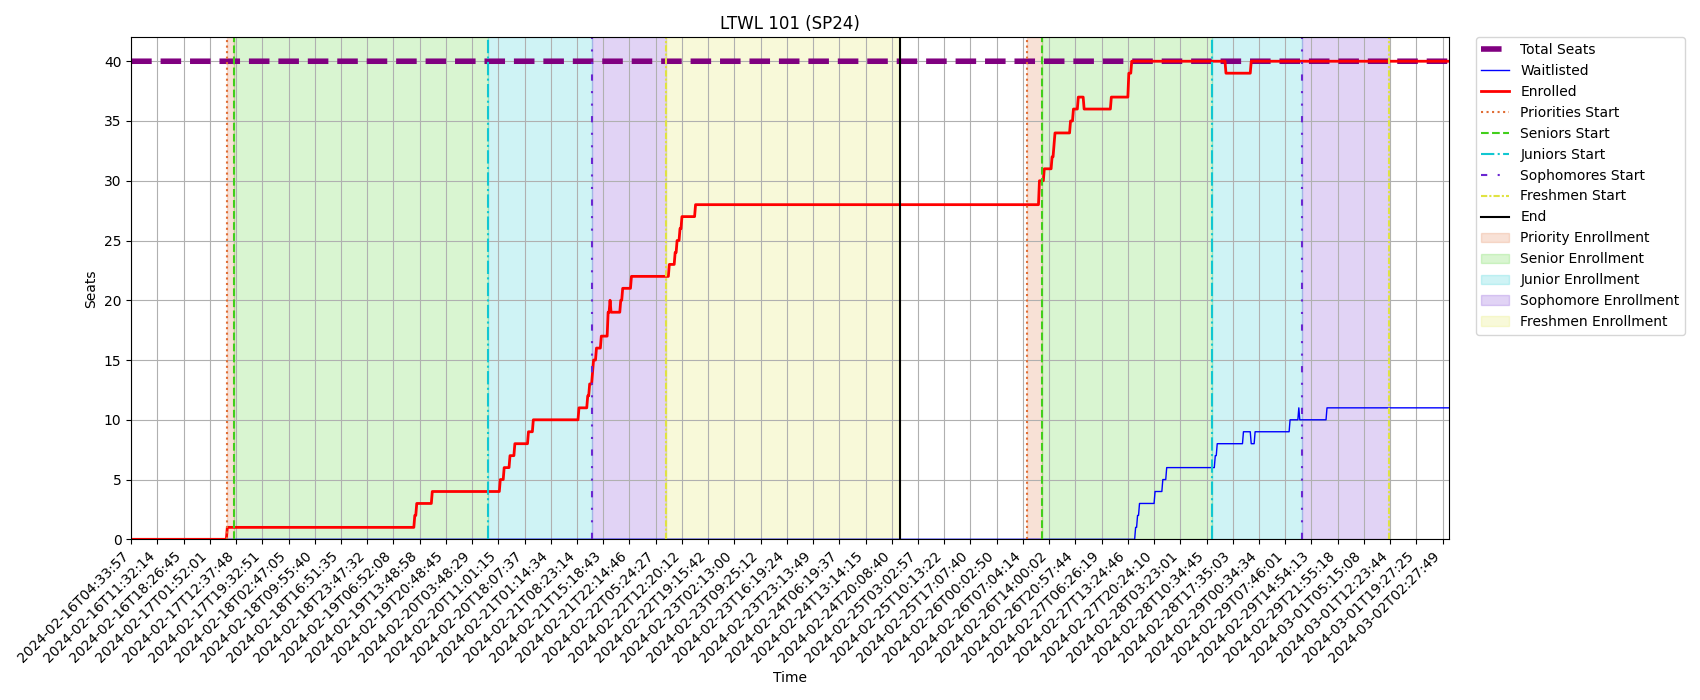 LTWL 101 (SP24)
Seats
40
35
30
25
20
15
10
5
0
2024-02-16T04:33:57
2024-02-16T11:32:14
2024-02-16T18:26:45
2024-02-17T01:52:01
2024-02-17T12:37:48
2024-02-17T19:32:51
2024-02-18T02:47:05
2024-02-18T09:55:40
2024-02-18T16:51:35
2024-02-18T23:47:32
2024-02-19T06:52:08
2024-02-19T13:48:58
2024-02-19T20:48:45
2024-02-20T03:48:29
2024-02-20T11:01:15
2024-02-20T18:07:37
2024-02-21T01:14:34
2024-02-21T08:23:14
2024-02-21T15:18:43
2024-02-21T22:14:46
2024-02-22T05:24:27
2024-02-22T12:20:12
2024-02-22T19:15:42
2024-02-23T02:13:00
2024-02-23T09:25:12
2024-02-23T16:19:24
2024-02-23T23:13:49
2024-02-24T06:19:37
2024-02-24T13:14:15
2024-02-24T20:08:40
2024-02-25T03:02:57
2024-02-25T10:13:22
2024-02-25T17:07:40
2024-02-26T00:02:50
2024-02-26T07:04:14
2024-02-26T14:00:02
2024-02-26T20:57:44
2024-02-27T06:26:19
2024-02-27T13:24:46
2024-02-27T20:24:10
2024-02-28T03:23:01
2024-02-28T10:34:45
2024-02-28T17:35:03
2024-02-29T00:34:34
2024-02-29T07:46:01
2024-02-29T14:54:13
2024-02-29T21:55:18
2024-03-01T05:15:08
2024-03-01T12:23:44
2024-03-01T19:27:25
2024-03-02T02:27:49
Time
Total Seats
Waitlisted
Enrolled
Priorities Start
Seniors Start
Juniors Start
Sophomores Start
Freshmen Start
End
Priority Enrollment
Senior Enrollment
Junior Enrollment
Sophomore Enrollment
Freshmen Enrollment